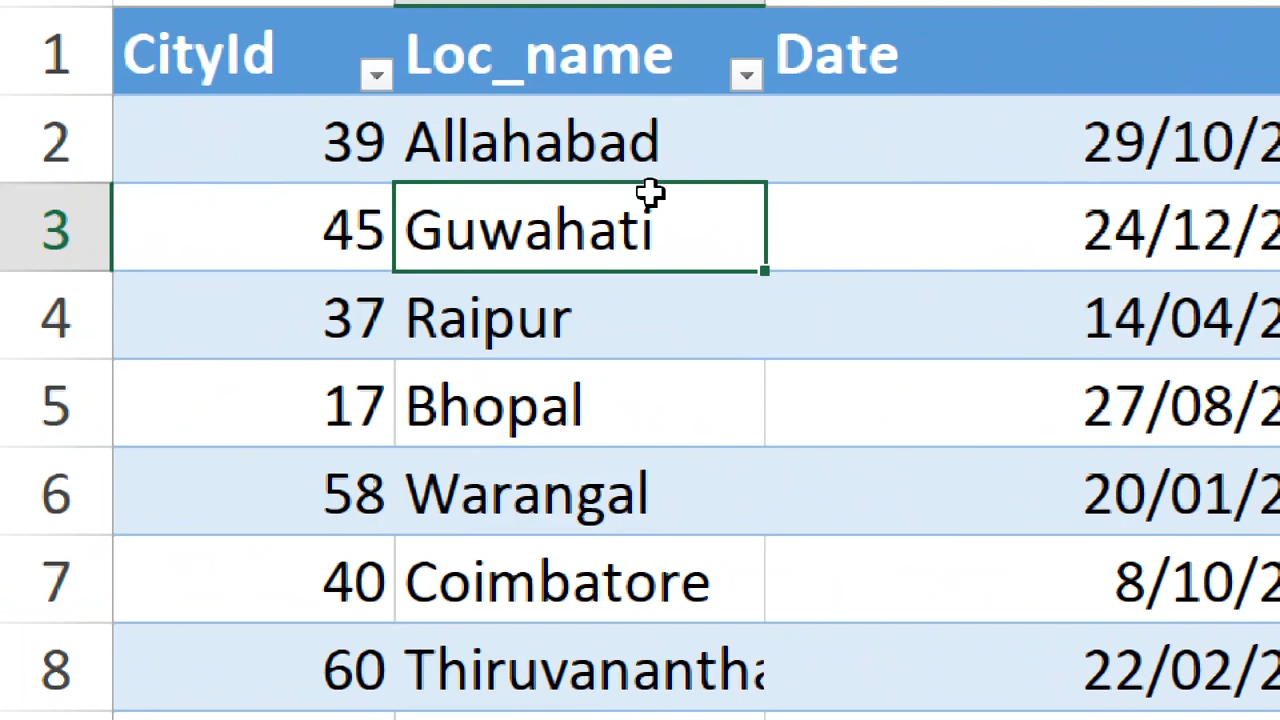 1 CityId Loc_name Date
2 39 Allahabad 29/10/2
3 45 Guwahati 24/12/2
4 37 Raipur 14/04/2
5 17 Bhopal 27/08/2
6 58 Warangal 20/01/2
7 40 Coimbatore 8/10/2
8 60 Thiruvanantha 22/02/2